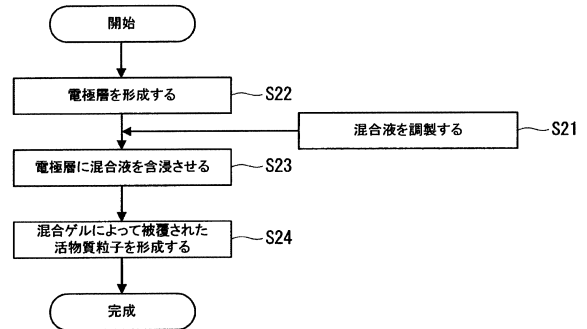 開始
電極層を形成する
S22
混合液を調製する
S21
電極層に混合液を含浸させる
S23
混合ゲルによって被覆された
活物質粒子を形成する
S24
完成